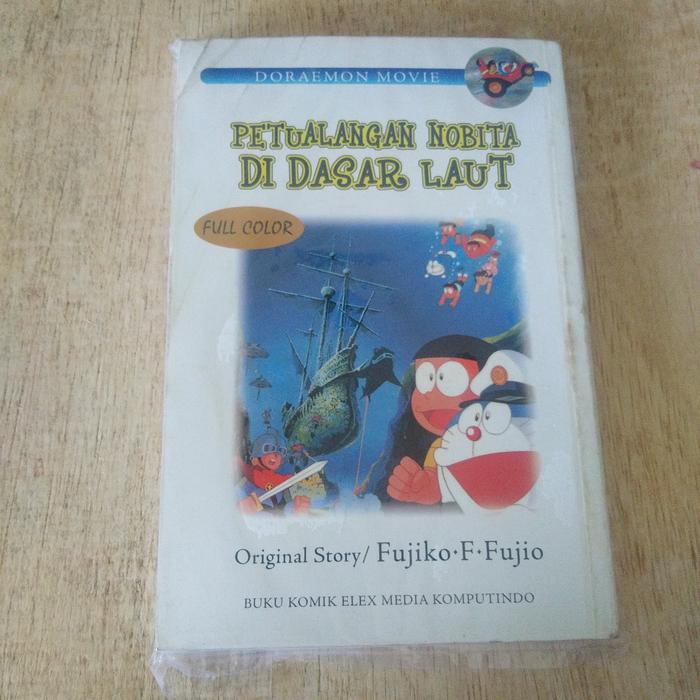 DORAEMON MOVIE
PETUALANGAN NOBITA
DI DASAR LAUT
FULL COLOR
Original Story/ Fujiko•F•Fujio
BUKU KOMIK ELEX MEDIA KOMPUTINDO